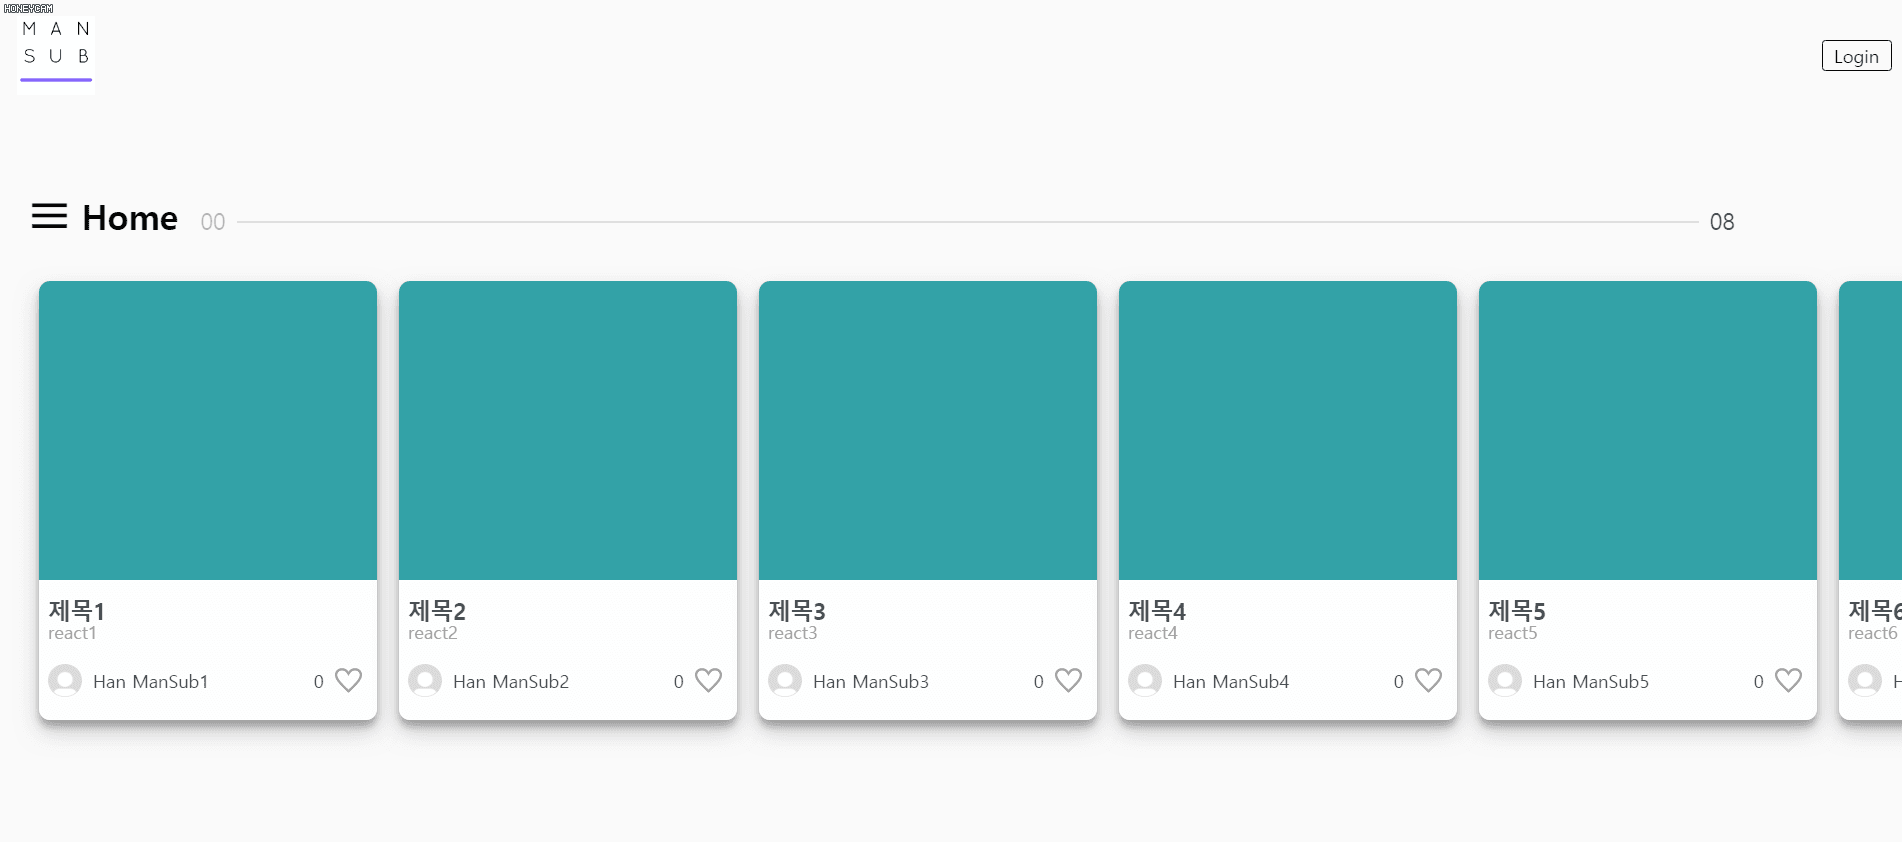 HONEYCAM
M A N
S U B
Login
Home 00 08
제목1
react1
Han ManSub1 0
제목2
react2
Han ManSub2 0
제목3
react3
Han ManSub3 0
제목4
react4
Han ManSub4 0
제목5
react5
Han ManSub5 0
제목6
react6
H